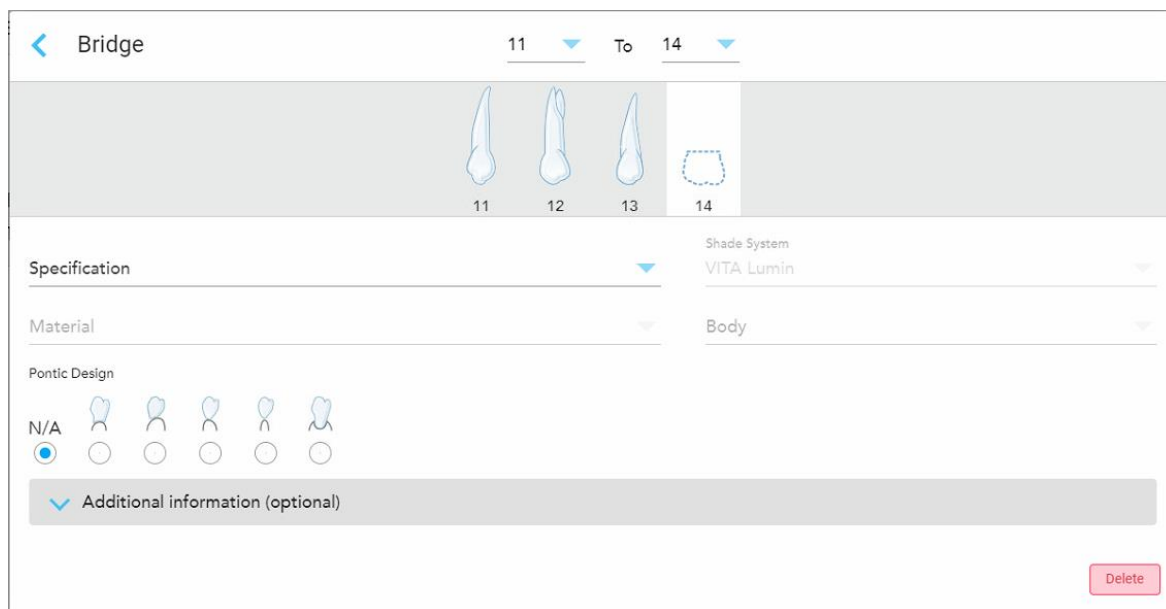 Bridge
11 To 14
11 12 13 14
Shade System
Specification VITA Lumin
Material Body
Pontic Design
N/A
Additional information (optional)
Delete